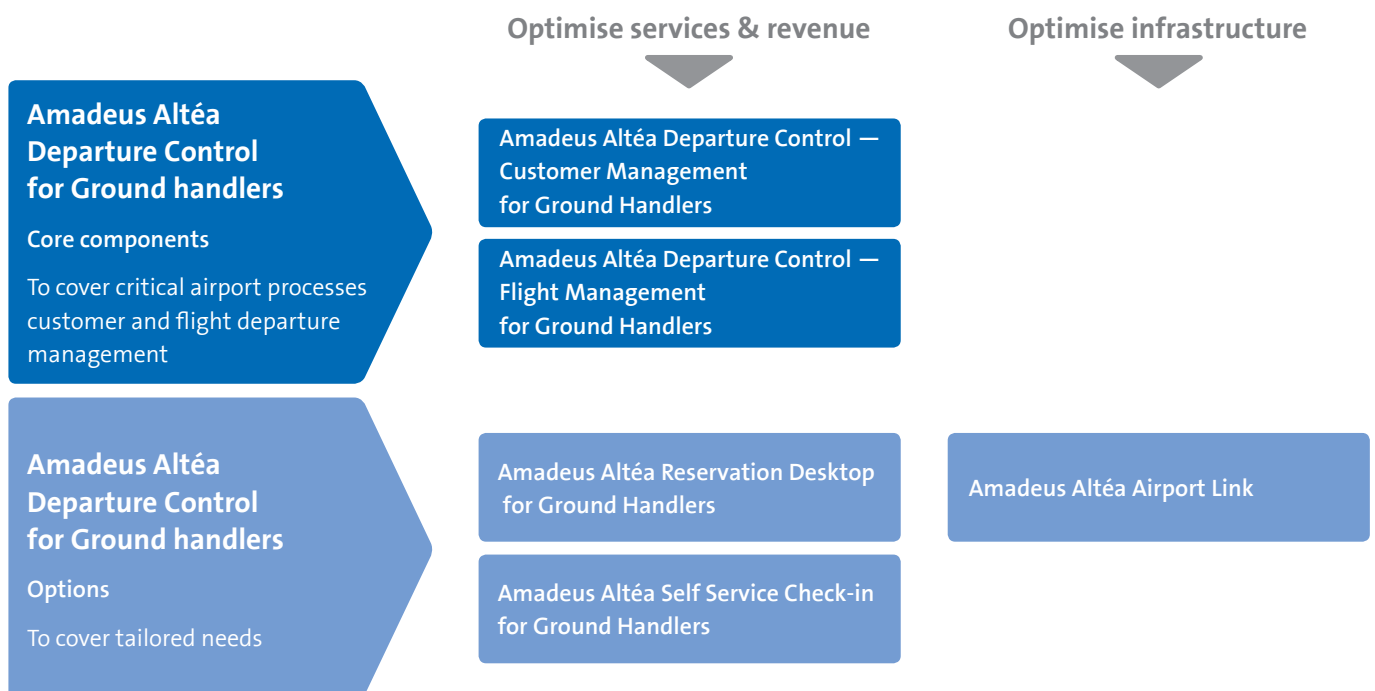 Optimise services & revenue
Optimise infrastructure
Amadeus Altéa
Departure Control
for Ground handlers
Core components
To cover critical airport processes
customer and flight departure
management
Amadeus Altéa Departure Control —
Customer Management
for Ground Handlers
Amadeus Altéa Departure Control —
Flight Management
for Ground Handlers
Amadeus Altéa
Departure Control
for Ground handlers
Options
To cover tailored needs
Amadeus Altéa Reservation Desktop
for Ground Handlers
Amadeus Altéa Airport Link
Amadeus Altéa Self Service Check-in
for Ground Handlers